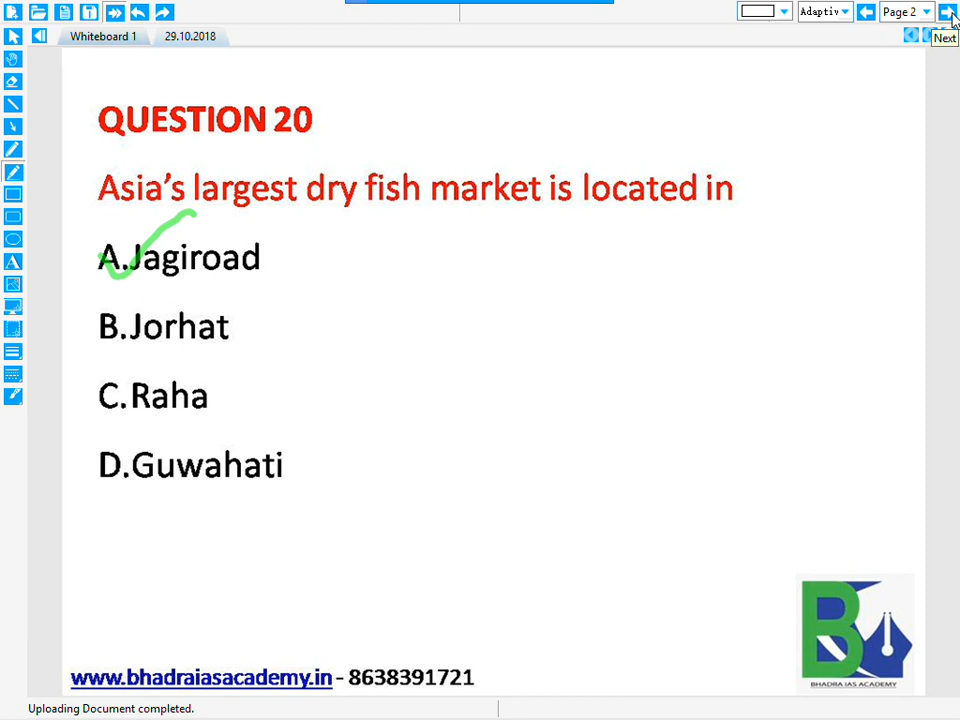 Adaptiv
Page 2
Whiteboard 1
29.10.2018
Next
QUESTION 20
Asia's largest dry fish market is located in
A.Jagiroad
B.Jorhat
C.Raha
D.Guwahati
B
BHADRA IAS ACADEMY
www.bhadraiasacademy.in - 8638391721
Uploading Document completed.